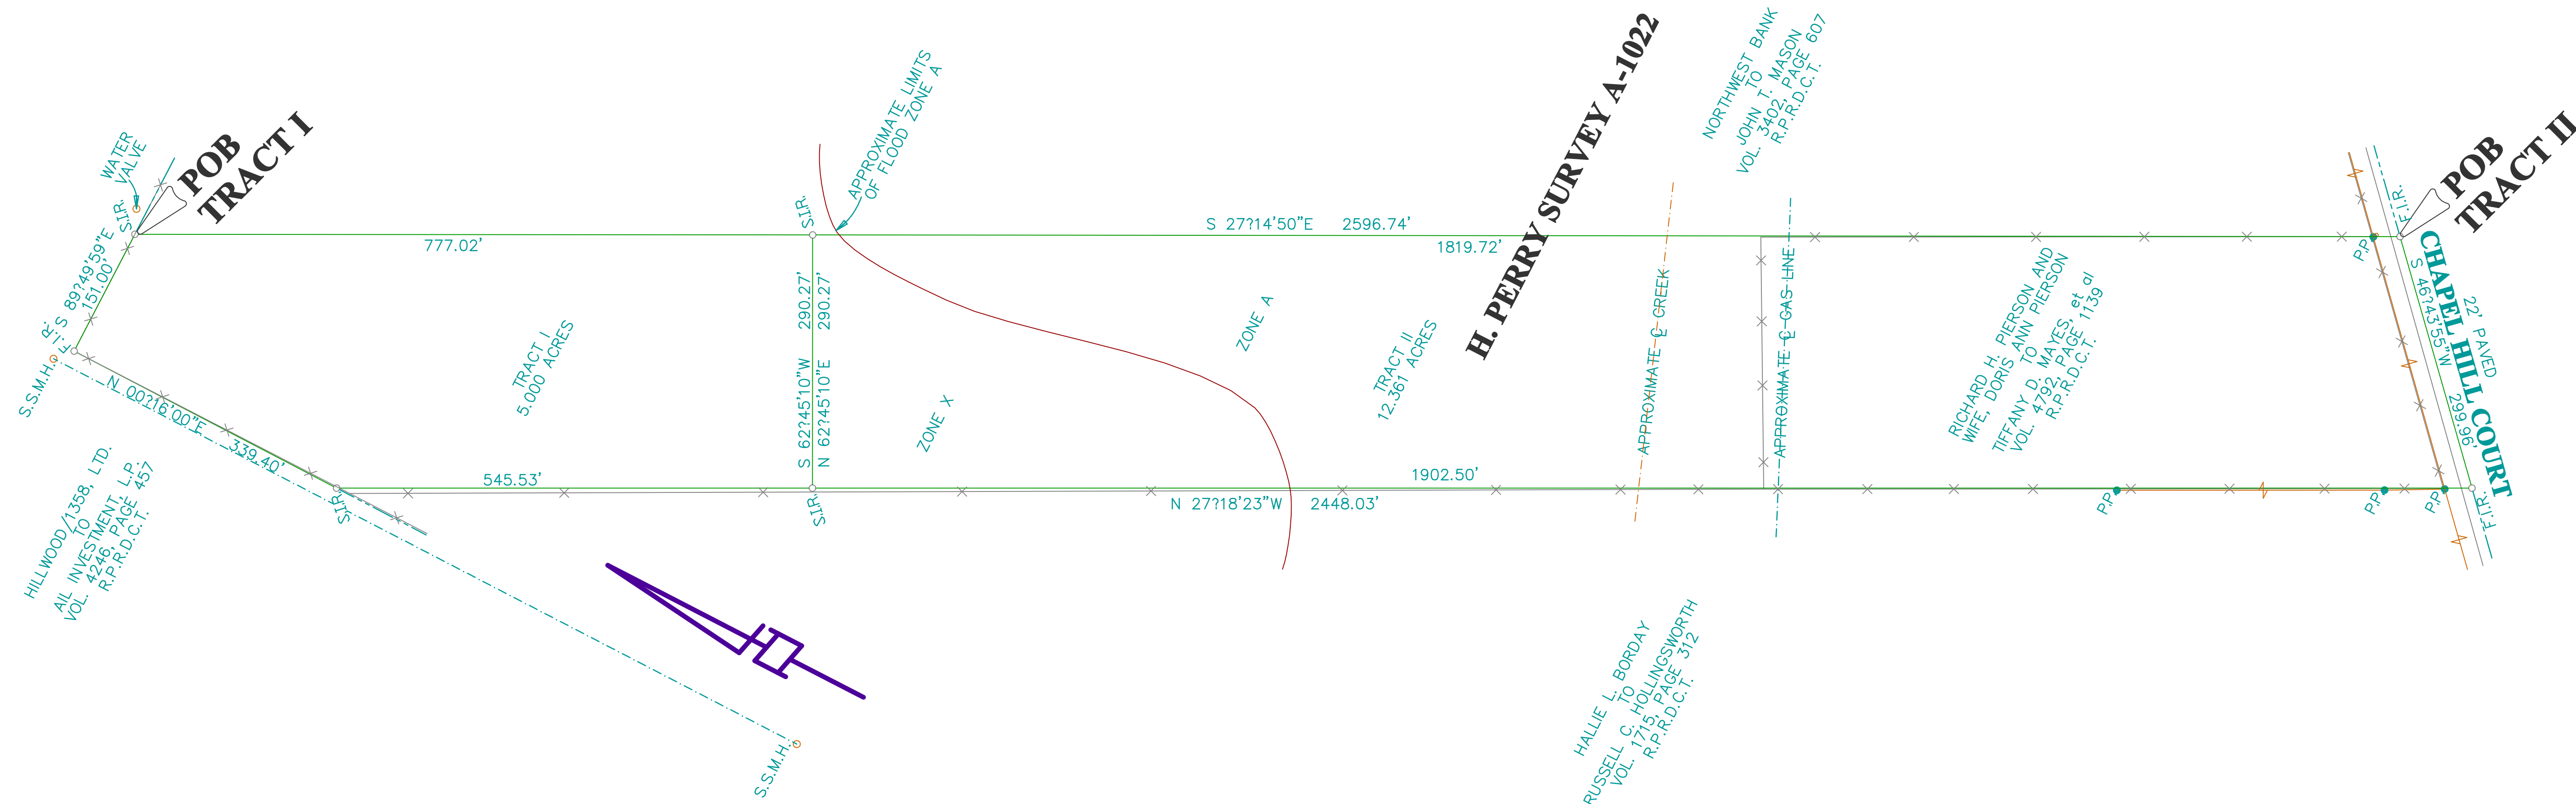 WATER
VALVE
S.I.R.
POB
TRACT I
S 89?49'59"E
151.00'
F.I.R.
S.S.M.H.
N 00?16'00"E 339.40'
HILLWOOD/1358, LTD.
TO
AIL INVESTMENT, L.P.
VOL. 4246, PAGE 457
R.P.R.D.C.T.
777.02'
TRACT I
5.000 ACRES
545.53'
S.I.R.
S.I.R.
S 62?45'10"W 290.27'
N 62?45'10"E 290.27'
S.I.R.
S.S.M.H.
APPROXIMATE LIMITS
OF FLOOD ZONE A
ZONE X
ZONE A
S 27?14'50"E 2596.74'
1819.72'
TRACT II
12.361 ACRES
1902.50'
N 27?18'23"W 2448.03'
H. PERRY SURVEY A-1022
NORTHWEST BANK
TO
JOHN T. MASON
VOL. 3402, PAGE 607
R.P.R.D.C.T.
APPROXIMATE C CREEK
APPROXIMATE C GAS LINE
HALLIE L. BORDAY
TO
RUSSELL C. HOLLINGSWORTH
VOL. 1715, PAGE 312
R.P.R.D.C.T.
RICHARD H. PIERSON AND
WIFE, DORIS ANN PIERSON
TO
TIFFANY D. MAYES, et al
VOL. 4792, PAGE 1139
R.P.R.D.C.T.
P.P.
P.P.
P.P.
P.P.
F.I.R.
POB
TRACT II
S 46?43'55"W 299.96'
CHAPEL HILL COURT
22' PAVED
F.I.R.